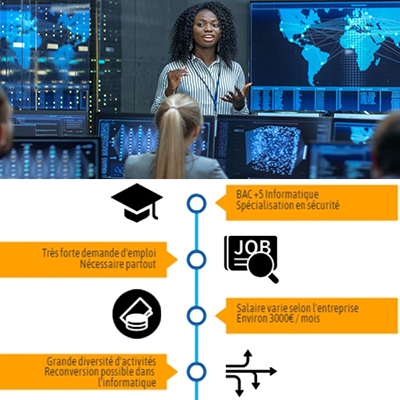 BAC +5 Informatique
Spécialisation en sécurité
Très forte demande d'emploi
Nécessaire partout
JOB
Salaire varie selon l'entreprise
Environ 3000€ / mois
Grande diversité d'activités
Reconversion possible dans
l'informatique